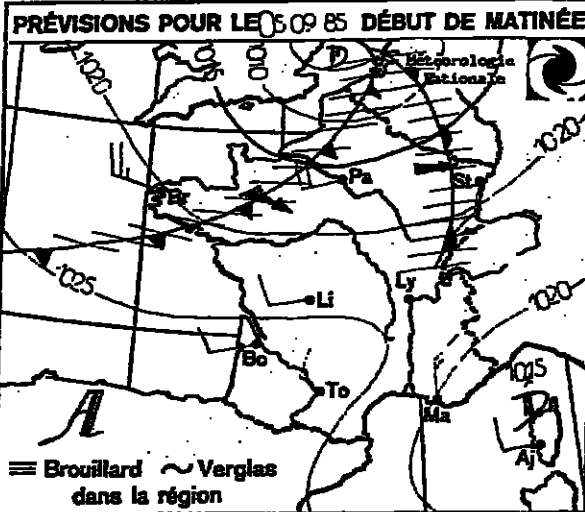 PRÉVISIONS POUR LE 05 09 85 DÉBUT DE MATINÉE
1020
1015
1010
D
Météorologie
Nationale
1020
Br
Pa
St
1025
Li
Ly
1020
Bo
To
Ma
1015
D
Aj
A
Brouillard
Verglas
dans la région